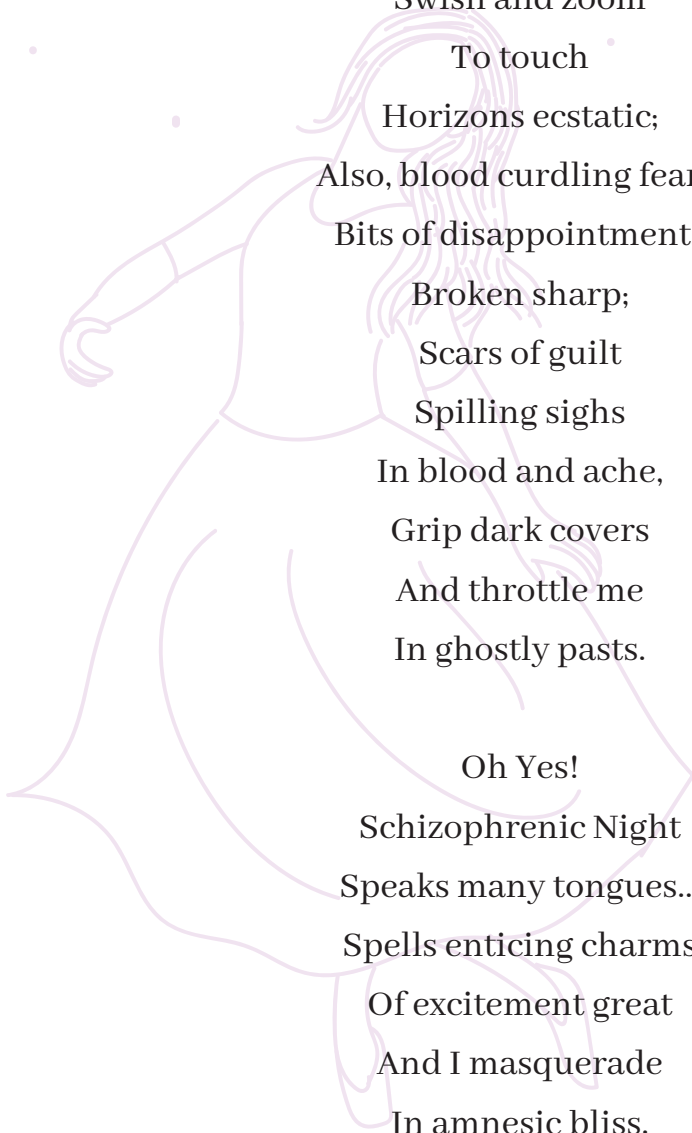 Swish and zoom
To touch
Horizons ecstatic;
Also, blood curdling fear
Bits of disappointment
Broken sharp;
Scars of guilt
Spilling sighs
In blood and ache,
Grip dark covers
And throttle me
In ghostly pasts.
Oh Yes!
Schizophrenic Night
Speaks many tongues..
Spells enticing charms
Of excitement great
And I masquerade
In amnesic bliss.